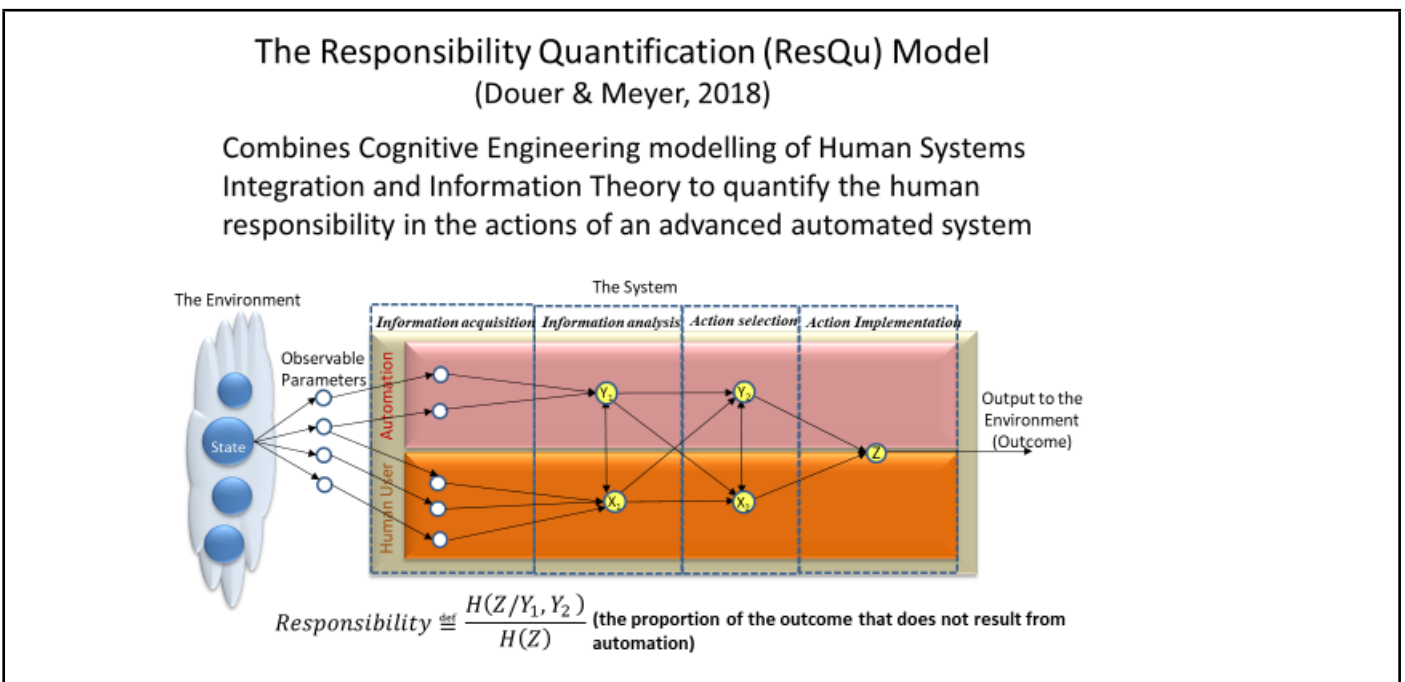 The Responsibility Quantification (ResQu) Model
(Douer & Meyer, 2018)
Combines Cognitive Engineering modelling of Human Systems
Integration and Information Theory to quantify the human
responsibility in the actions of an advanced automated system
The System
The Environment
Information acquisition
Information analysis
Action selection
Action Implementation
Observable
Parameters
State
Automation
Human User
Y₁
Y₂
X₁
X₂
Z
Output to the
Environment
(Outcome)
Responsibility ≝ H(Z/Y₁, Y₂) / H(Z)
(the proportion of the outcome that does not result from
automation)